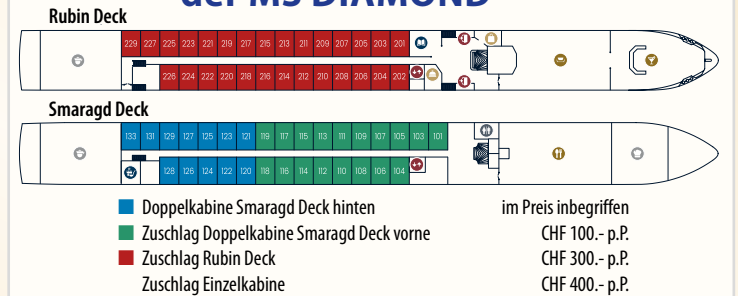 der MS DIAMOND
Rubin Deck
229 227 225 223 221 219 217 215 213 211 209 207 205 203 201
226 224 222 220 218 216 214 212 210 208 206 204 202
Smaragd Deck
133 131 129 127 125 123 121 119 117 115 113 111 109 107 105 103 101
128 126 124 122 120 118 116 114 112 110 108 106 104
Doppelkabine Smaragd Deck hinten im Preis inbegriffen
Zuschlag Doppelkabine Smaragd Deck vorne CHF 100.- p.P.
Zuschlag Rubin Deck CHF 300.- p.P.
Zuschlag Einzelkabine CHF 400.- p.P.